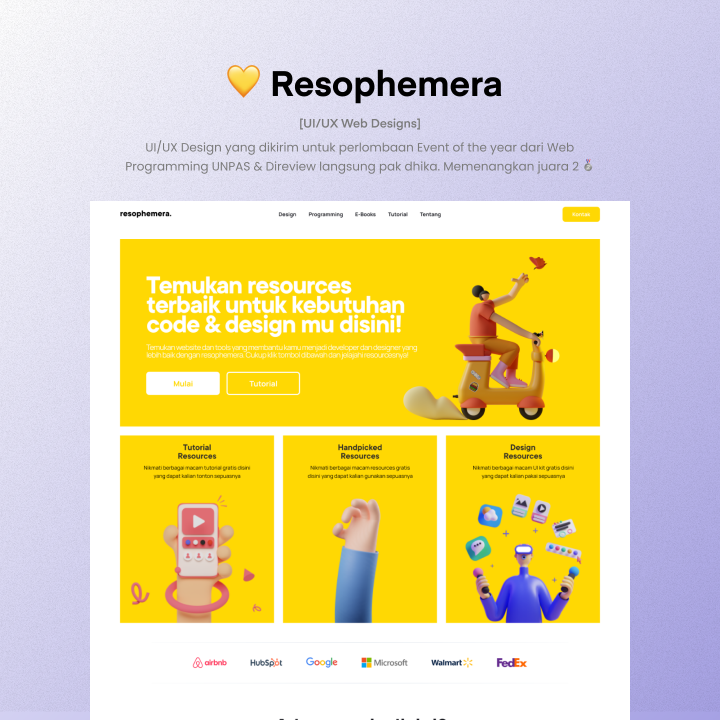 💛 Resophemera
[UI/UX Web Designs]
UI/UX Design yang dikirim untuk perlombaan Event of the year dari Web
Programming UNPAS & Direview langsung pak dhika. Memenangkan juara 2 🥈
resophemera.
Design Programming E-Books Tutorial Tentang
Temukan resources
terbaik untuk kebutuhan
code & design mu disini!
Temukan website dan tools yang membantu kamu menjadi developer dan designer yang
lebih baik dengan resophemera. Cukup klik tombol dibawah dan jelajahi resourcesnya!
Mulai Tutorial
Tutorial
Resources
Nikmati berbagai macam tutorial gratis disini
yang dapat kalian tonton sepuasnya
Handpicked
Resources
Nikmati berbagai macam resources gratis
disini yang dapat kalian gunakan sepuasnya
Design
Resources
Nikmati berbagai macam UI kit gratis disini
yang dapat kalian pakai sepuasnya
airbnb HubSpot Google Microsoft Walmart FedEx